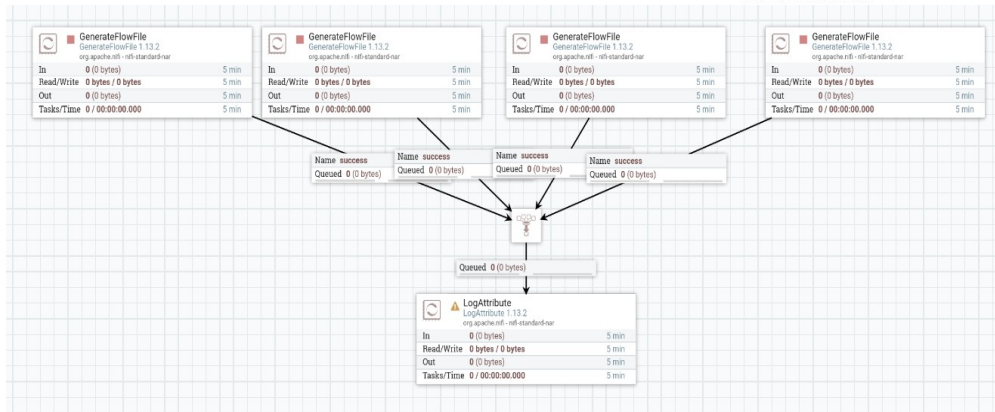 GenerateFlowFile
GenerateFlowFile 1.13.2
org.apache.nifi - nifi-standard-nar
In 0 (0 bytes) 5 min
Read/Write 0 bytes / 0 bytes 5 min
Out 0 (0 bytes) 5 min
Tasks/Time 0 / 00:00:00.000 5 min
GenerateFlowFile
GenerateFlowFile 1.13.2
org.apache.nifi - nifi-standard-nar
In 0 (0 bytes) 5 min
Read/Write 0 bytes / 0 bytes 5 min
Out 0 (0 bytes) 5 min
Tasks/Time 0 / 00:00:00.000 5 min
GenerateFlowFile
GenerateFlowFile 1.13.2
org.apache.nifi - nifi-standard-nar
In 0 (0 bytes) 5 min
Read/Write 0 bytes / 0 bytes 5 min
Out 0 (0 bytes) 5 min
Tasks/Time 0 / 00:00:00.000 5 min
GenerateFlowFile
GenerateFlowFile 1.13.2
org.apache.nifi - nifi-standard-nar
In 0 (0 bytes) 5 min
Read/Write 0 bytes / 0 bytes 5 min
Out 0 (0 bytes) 5 min
Tasks/Time 0 / 00:00:00.000 5 min
Name success
Queued 0 (0 bytes)
Name success
Queued 0 (0 bytes)
Name success
Queued 0 (0 bytes)
Name success
Queued 0 (0 bytes)
Queued 0 (0 bytes)
LogAttribute
LogAttribute 1.13.2
org.apache.nifi - nifi-standard-nar
In 0 (0 bytes) 5 min
Read/Write 0 bytes / 0 bytes 5 min
Out 0 (0 bytes) 5 min
Tasks/Time 0 / 00:00:00.000 5 min